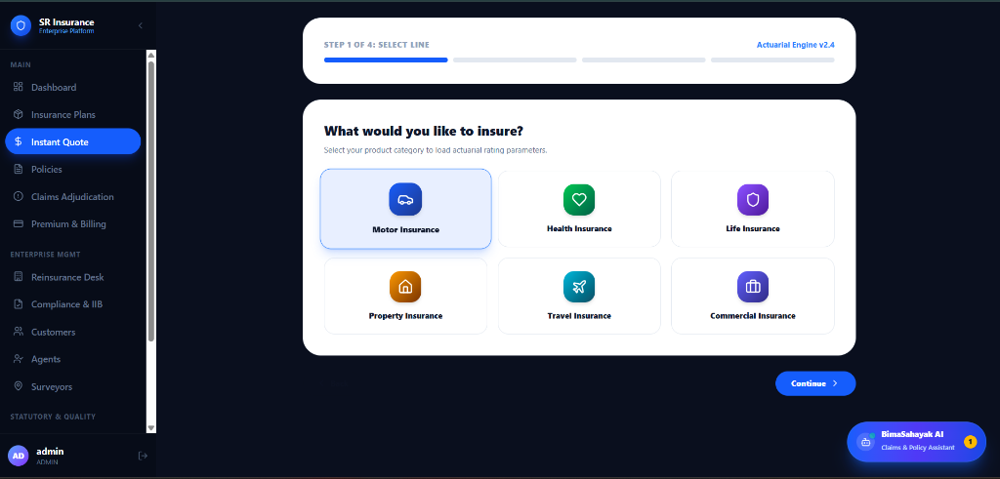 SR Insurance
Enterprise Platform
MAIN
Dashboard
Insurance Plans
Instant Quote
Policies
Claims Adjudication
Premium & Billing
ENTERPRISE MGMT
Reinsurance Desk
Compliance & IIB
Customers
Agents
Surveyors
STATUTORY & QUALITY
AD
admin
ADMIN
STEP 1 OF 4: SELECT LINE
Actuarial Engine v2.4
What would you like to insure?
Select your product category to load actuarial rating parameters.
Motor Insurance
Health Insurance
Life Insurance
Property Insurance
Travel Insurance
Commercial Insurance
Continue
BimaSahayak AI
Claims & Policy Assistant
1